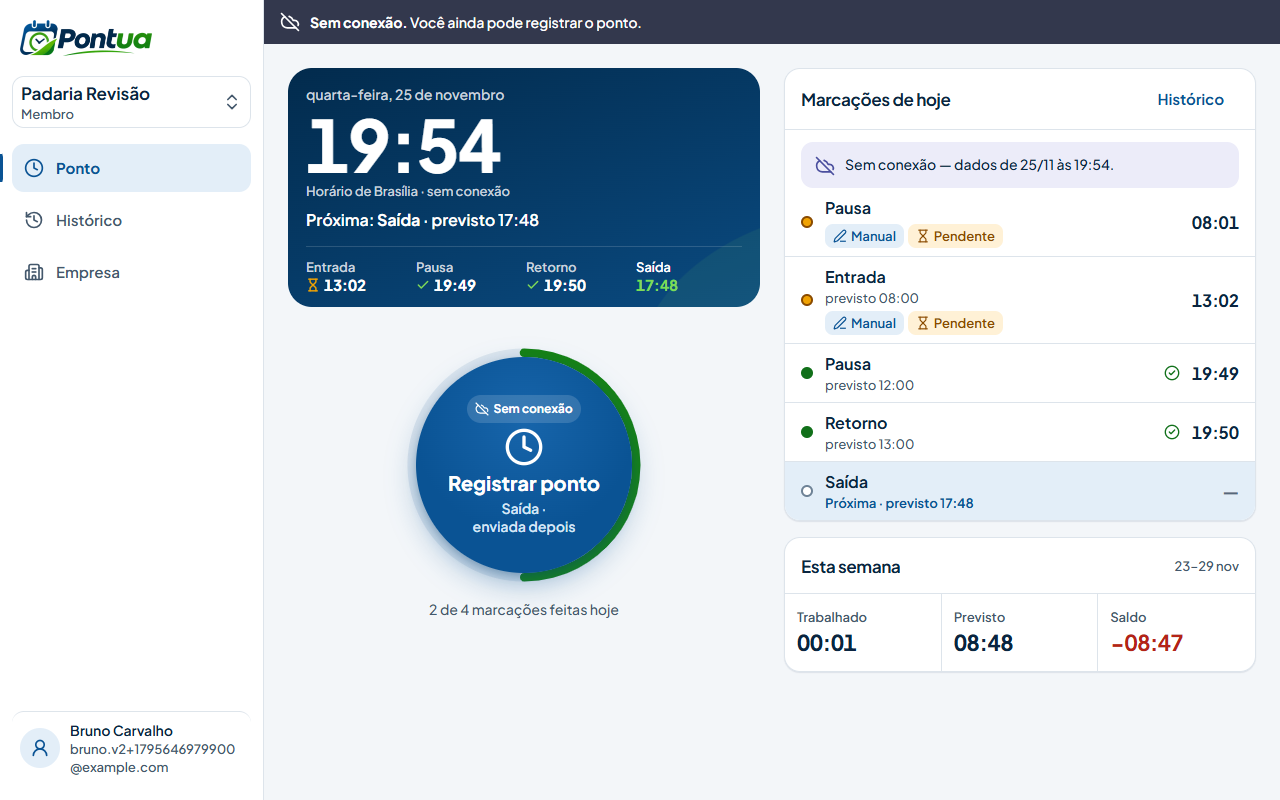 Pontua
Padaria Revisão
Membro
Ponto
Histórico
Empresa
Bruno Carvalho
bruno.v2+1795646979900
@example.com
Sem conexão. Você ainda pode registrar o ponto.
quarta-feira, 25 de novembro
19:54
Horário de Brasília · sem conexão
Próxima: Saída · previsto 17:48
Entrada Pausa Retorno Saída
13:02 19:49 19:50 17:48
Sem conexão
Registrar ponto
Saída ·
enviada depois
2 de 4 marcações feitas hoje
Marcações de hoje Histórico
Sem conexão — dados de 25/11 às 19:54.
Pausa
Manual Pendente 08:01
Entrada
previsto 08:00 13:02
Manual Pendente
Pausa
previsto 12:00 19:49
Retorno
previsto 13:00 19:50
Saída
Próxima · previsto 17:48 —
Esta semana 23–29 nov
Trabalhado Previsto Saldo
00:01 08:48 −08:47